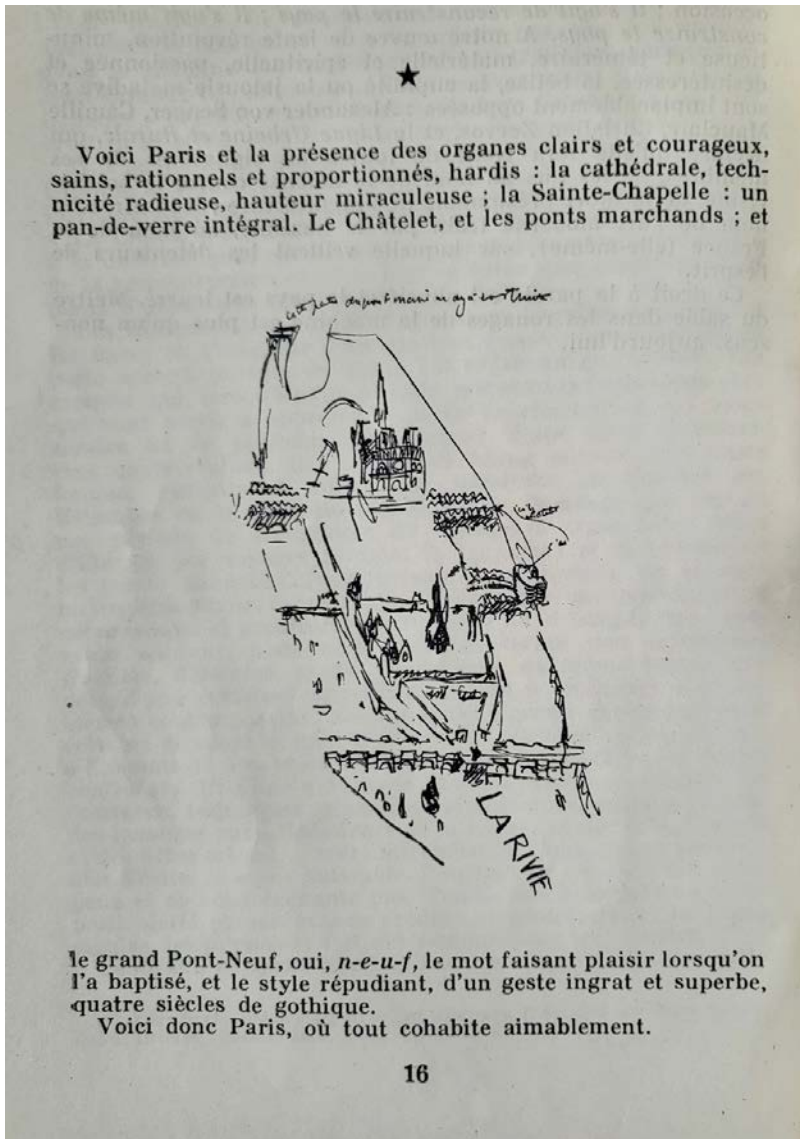 ★
Voici Paris et la présence des organes clairs et courageux,
sains, rationnels et proportionnés, hardis : la cathédrale, tech-
nicité radieuse, hauteur miraculeuse ; la Sainte-Chapelle : un
pan-de-verre intégral. Le Châtelet, et les ponts marchands ; et
LA RIVIE
le grand Pont-Neuf, oui, n-e-u-f, le mot faisant plaisir lorsqu'on
l'a baptisé, et le style répudiant, d'un geste ingrat et superbe,
quatre siècles de gothique.
Voici donc Paris, où tout cohabite aimablement.
16